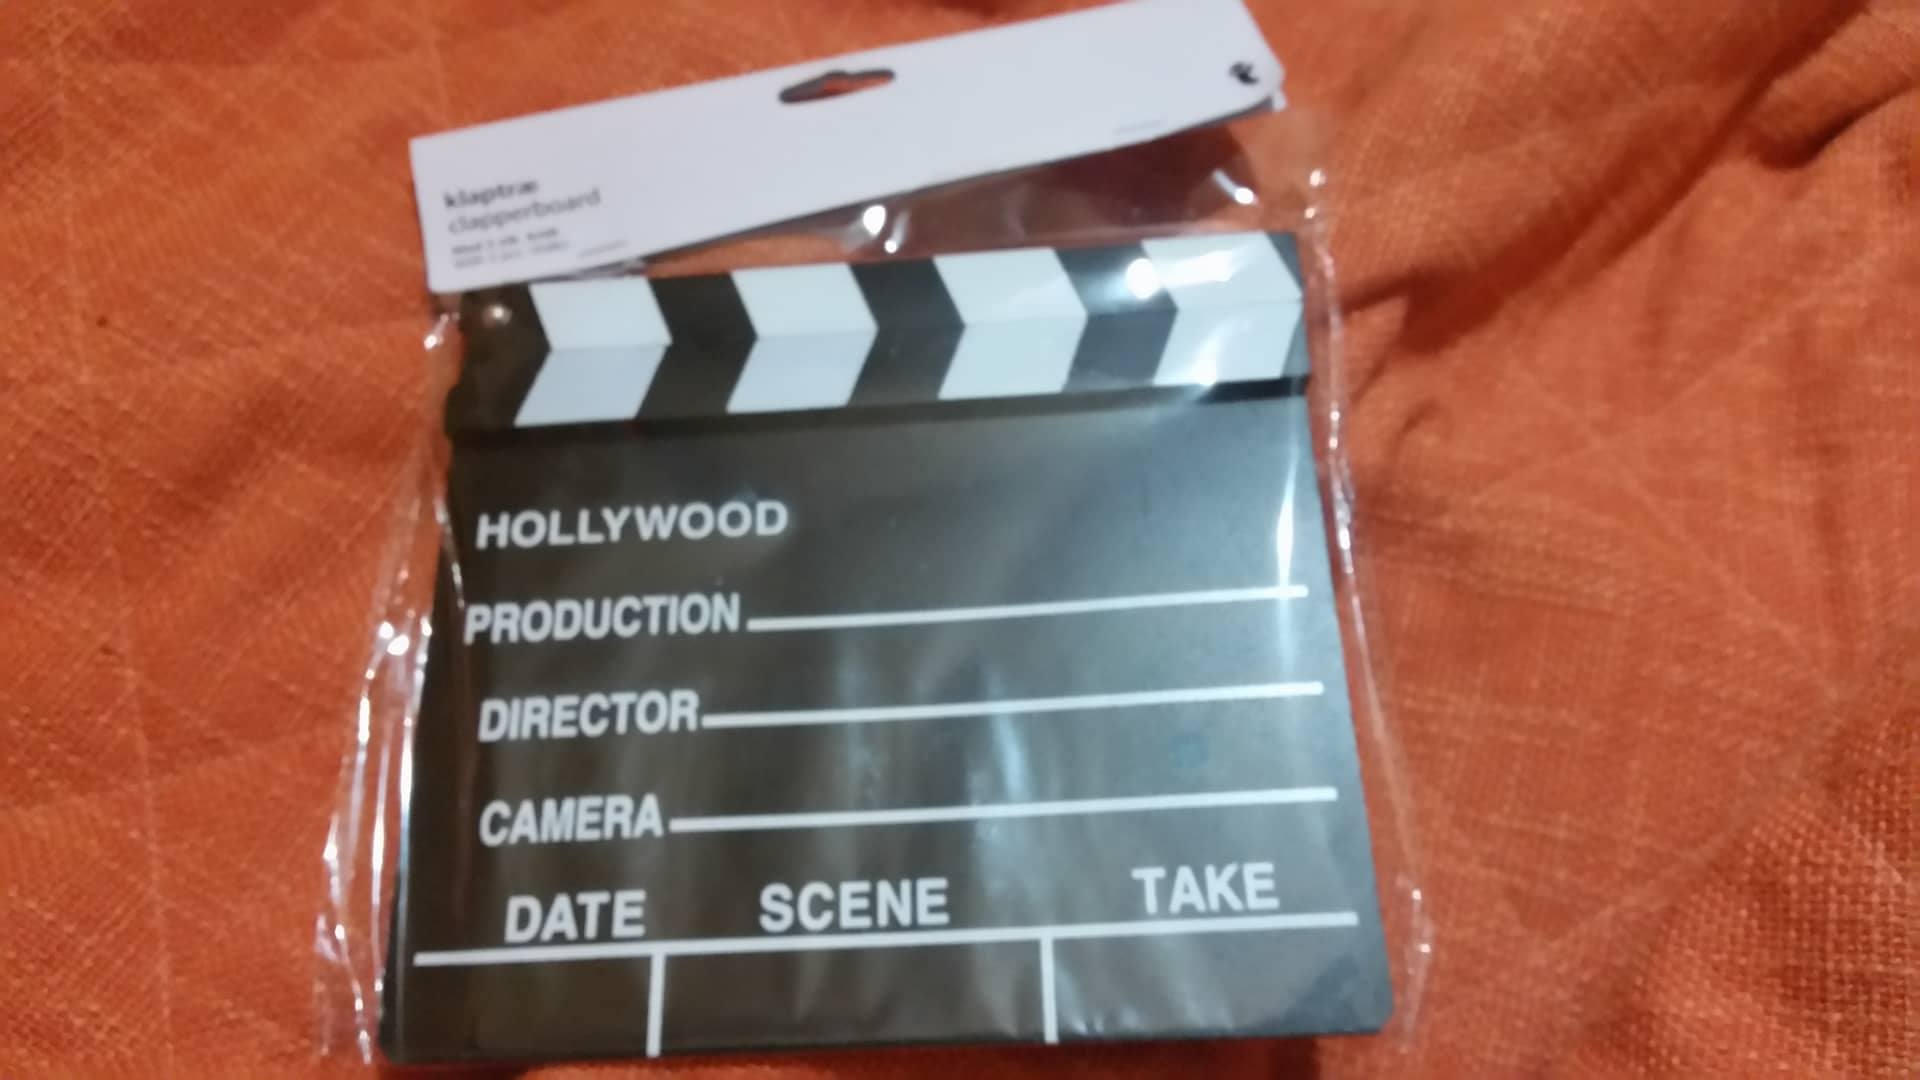 klaptræ
clapperboard
HOLLYWOOD
PRODUCTION
DIRECTOR
CAMERA
DATE SCENE TAKE